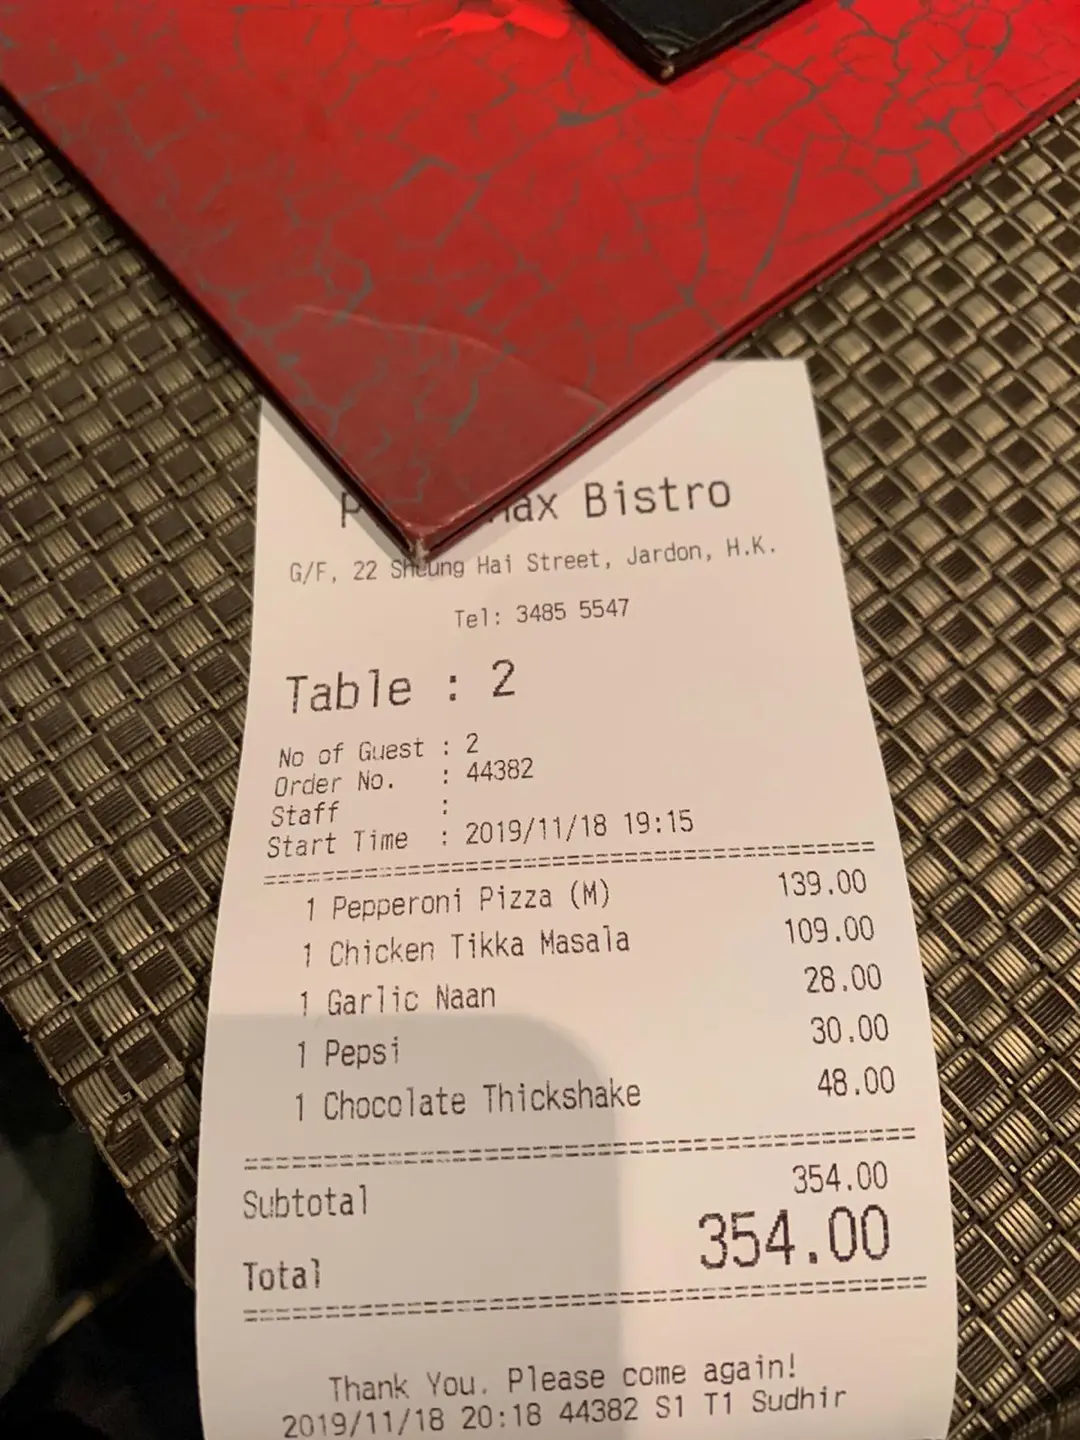 Bistro
G/F, 22 Sheung Hai Street, Jardon, H.K.
Tel: 3485 5547
Table : 2
No of Guest : 2
Order No. : 44382
Staff :
Start Time : 2019/11/18 19:15
1 Pepperoni Pizza (M) 139.00
1 Chicken Tikka Masala 109.00
1 Garlic Naan 28.00
1 Pepsi 30.00
1 Chocolate Thickshake 48.00
Subtotal 354.00
Total 354.00
Thank You. Please come again!
2019/11/18 20:18 44382 S1 T1 Sudhir